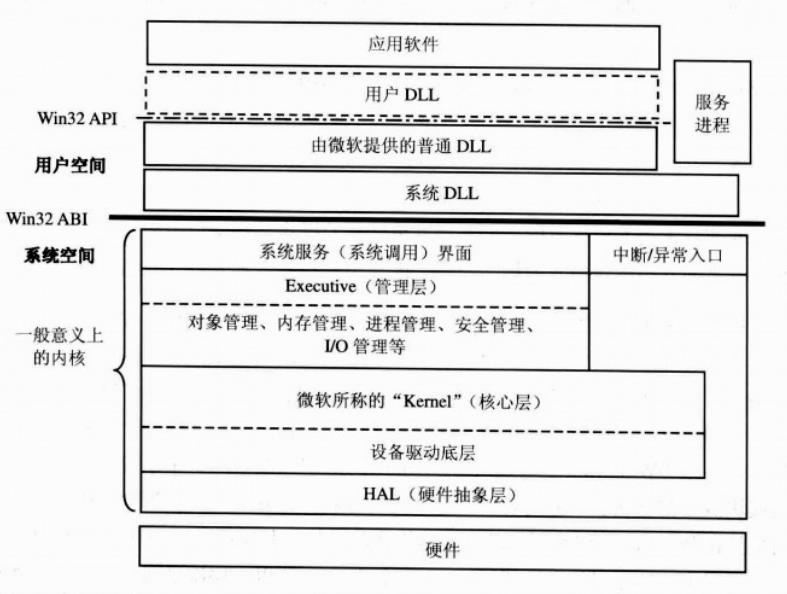 应用软件
用户 DLL
服务
进程
Win32 API
由微软提供的普通 DLL
用户空间
系统 DLL
Win32 ABI
系统空间
系统服务（系统调用）界面
中断/异常入口
Executive（管理层）
对象管理、内存管理、进程管理、安全管理、
I/O 管理等
一般意义上
的内核
微软所称的“Kernel”（核心层）
设备驱动底层
HAL（硬件抽象层）
硬件